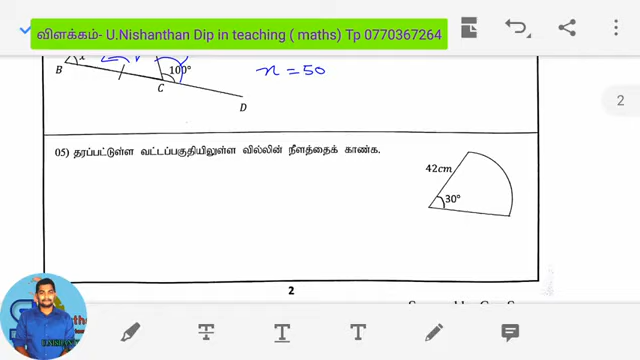 விளக்கம்- U.Nishanthan Dip in teaching ( maths) Tp 0770367264
B
x
100°
C
D
x = 50
2
05) தரப்பட்டுள்ள வட்டப்பகுதியிலுள்ள வில்லின் நீளத்தைக் காண்க.
42cm
30°
2
T T T